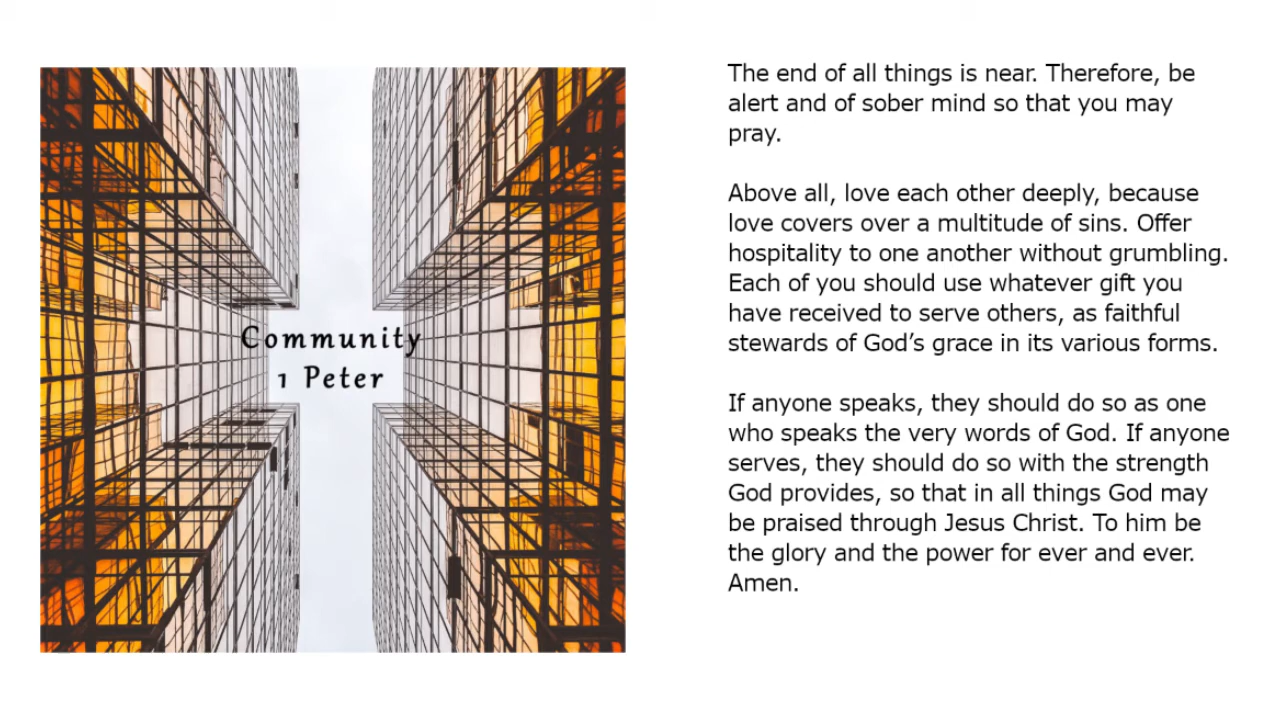 Community
1 Peter
The end of all things is near. Therefore, be
alert and of sober mind so that you may
pray.
Above all, love each other deeply, because
love covers over a multitude of sins. Offer
hospitality to one another without grumbling.
Each of you should use whatever gift you
have received to serve others, as faithful
stewards of God’s grace in its various forms.
If anyone speaks, they should do so as one
who speaks the very words of God. If anyone
serves, they should do so with the strength
God provides, so that in all things God may
be praised through Jesus Christ. To him be
the glory and the power for ever and ever.
Amen.